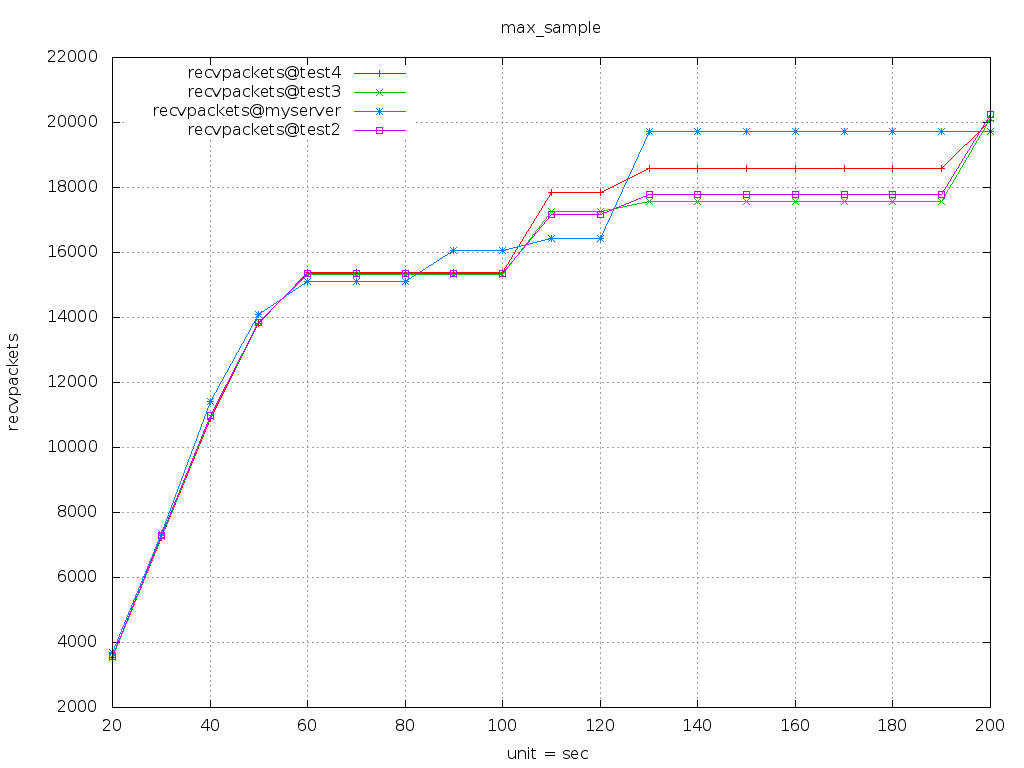 max_sample
22000
20000
18000
16000
14000
12000
10000
8000
6000
4000
2000
recvpackets@test4
recvpackets@test3
recvpackets@myserver
recvpackets@test2
recvpackets
20 40 60 80 100 120 140 160 180 200
unit = sec